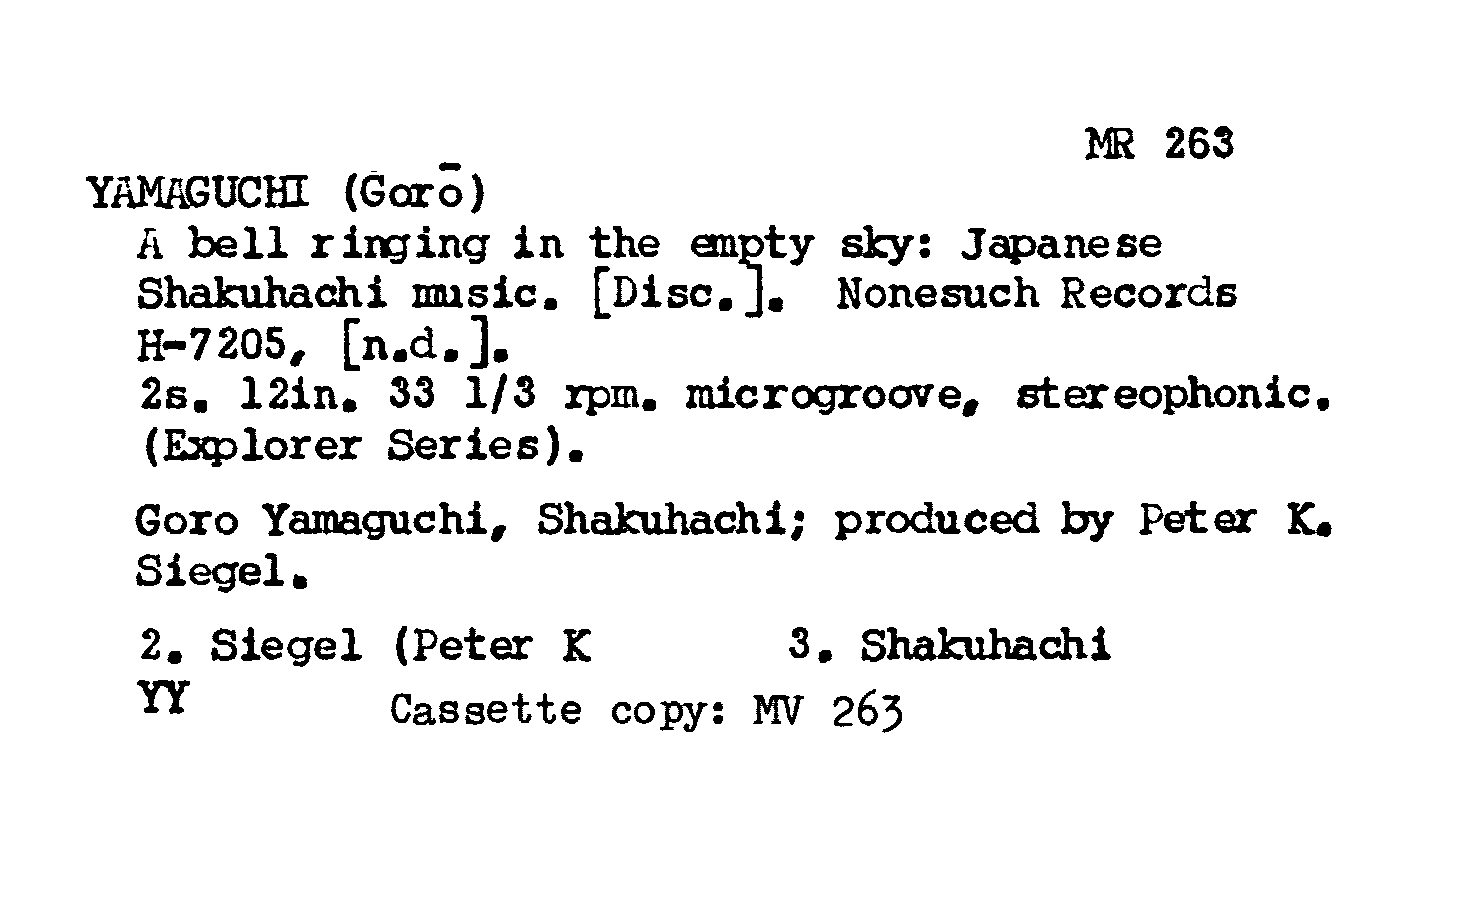 MR 263
YAMAGUCHI (Gorō)
A bell ringing in the empty sky: Japanese
Shakuhachi music. [Disc.]. Nonesuch Records
H-7205, [n.d.].
2s. 12in. 33 1/3 rpm. microgroove, stereophonic.
(Explorer Series).
Goro Yamaguchi, Shakuhachi; produced by Peter K.
Siegel.
2. Siegel (Peter K 3. Shakuhachi
YY Cassette copy: MV 263